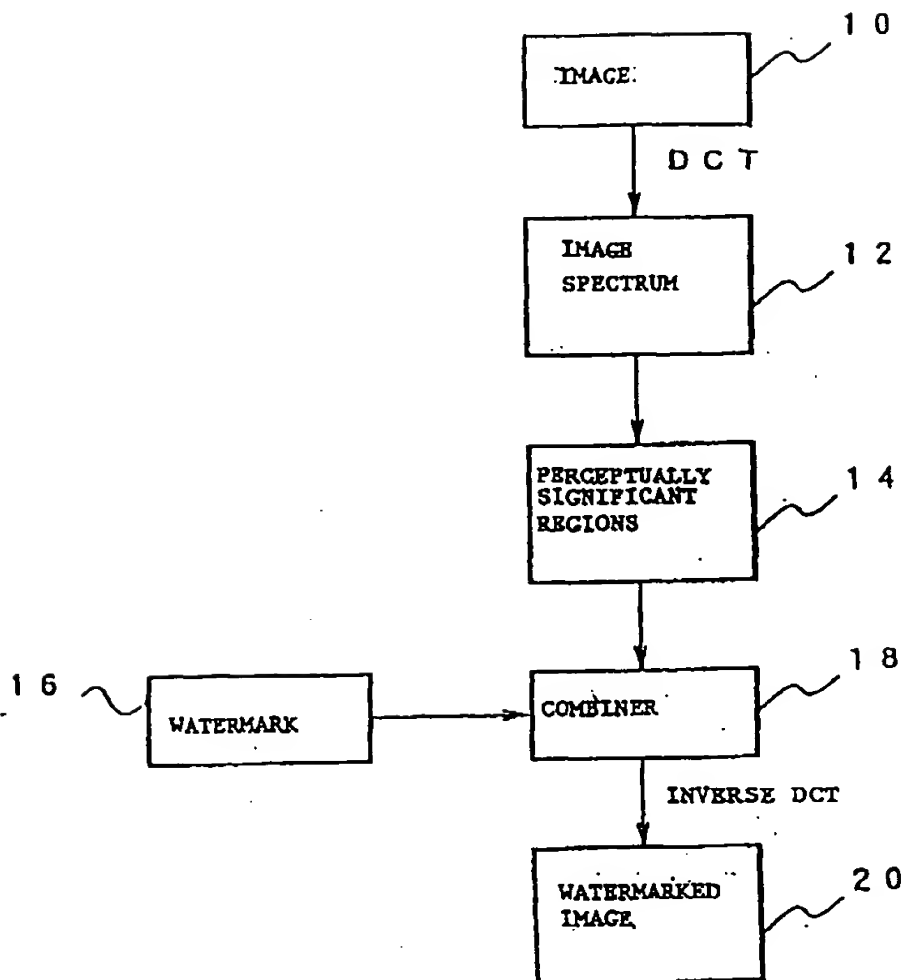 1 0
IMAGE
D C T
IMAGE
SPECTRUM
1 2
PERCEPTUALLY
SIGNIFICANT
REGIONS
1 4
1 6
WATERMARK
COMBINER
1 8
INVERSE DCT
WATERMARKED
IMAGE
2 0